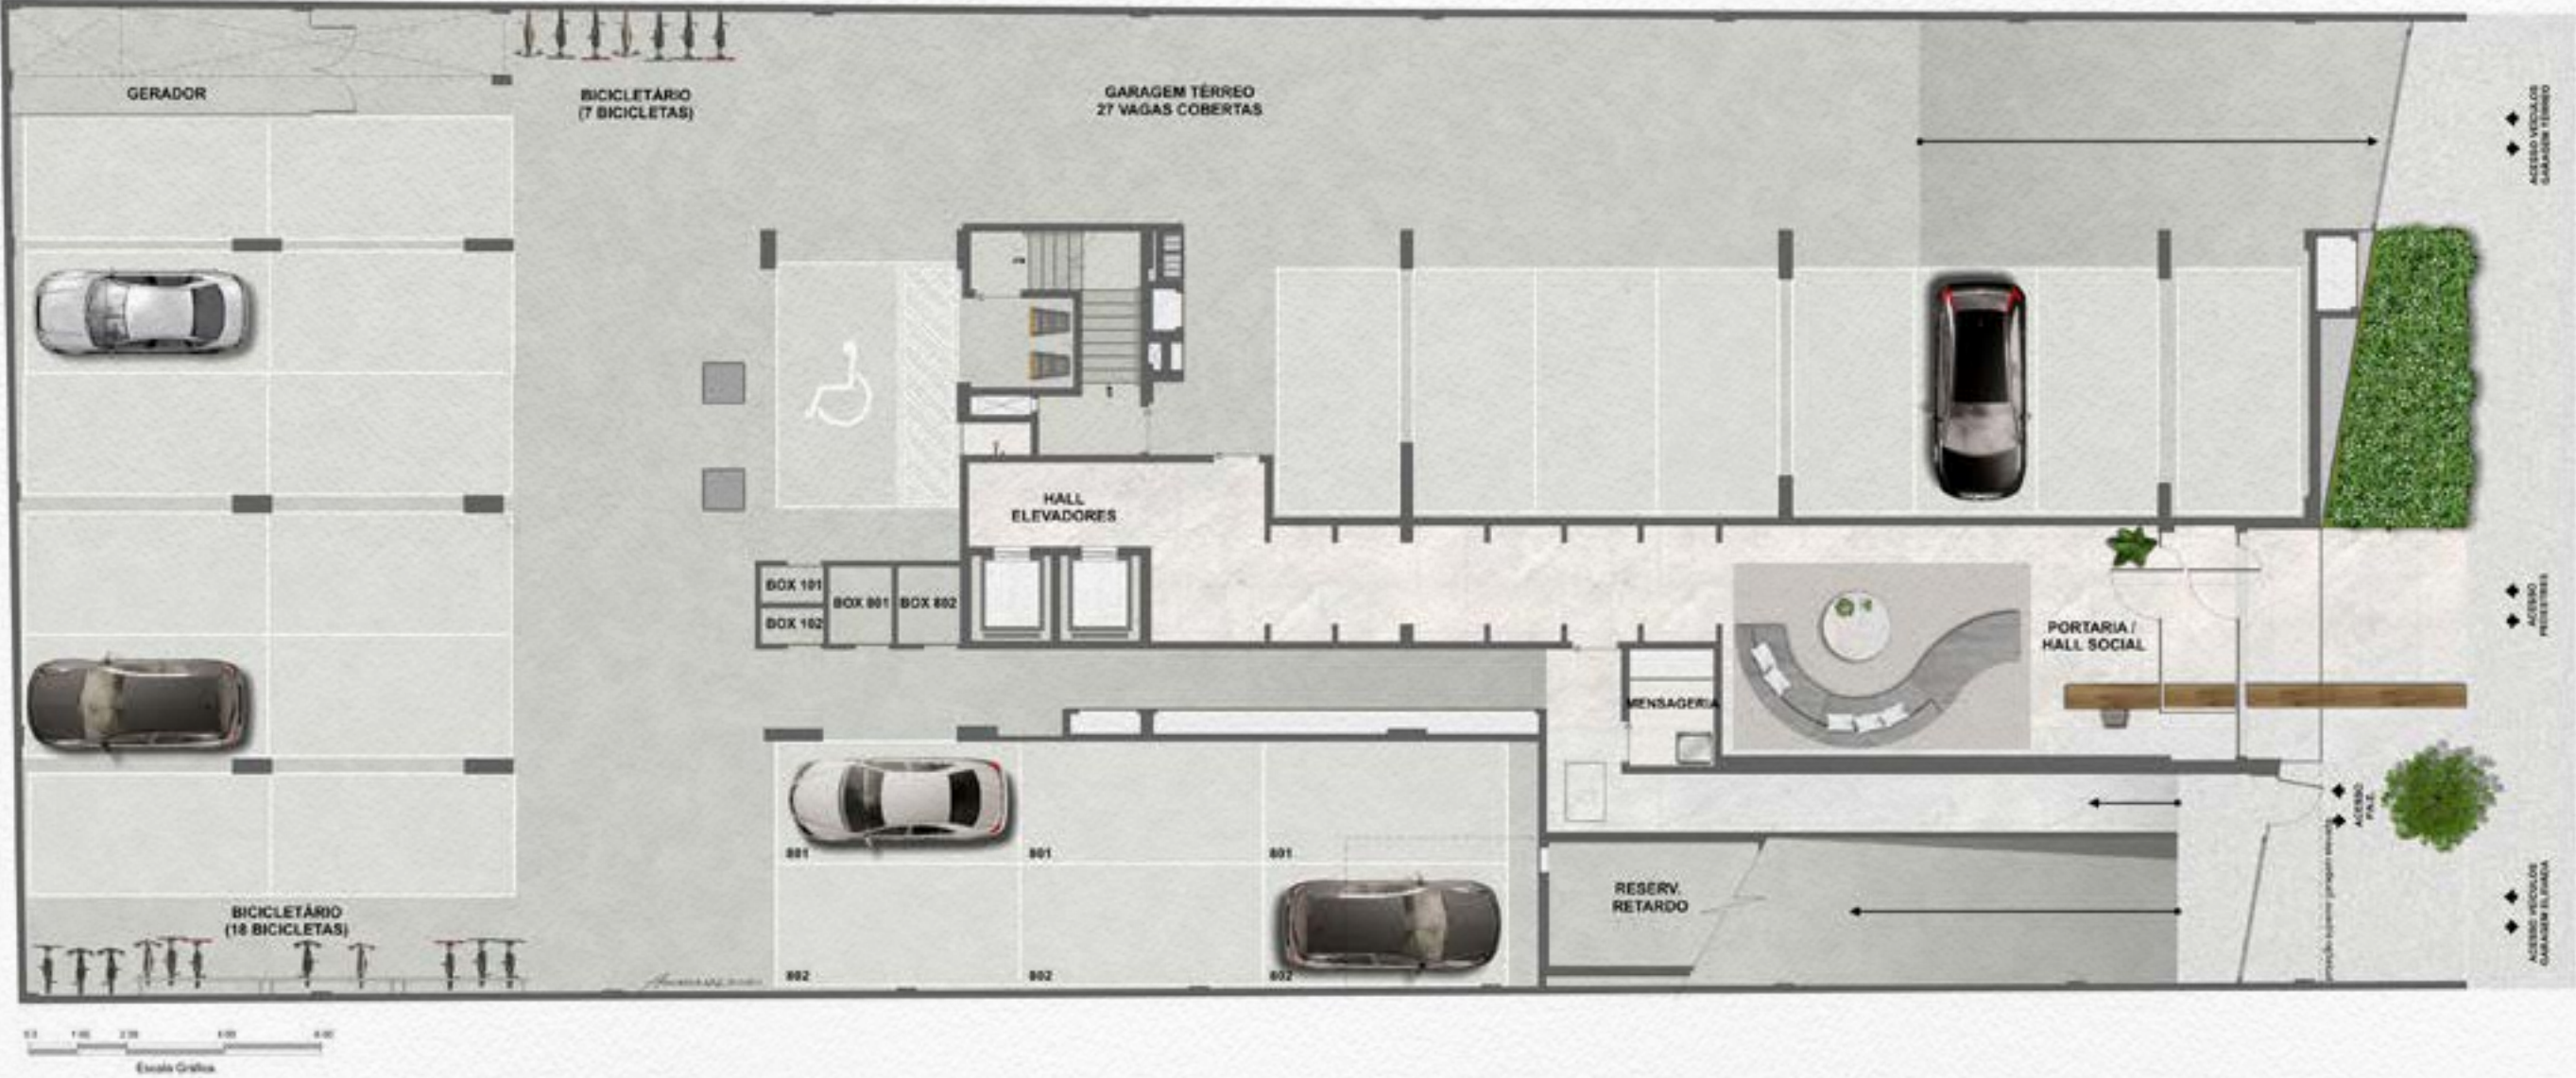 GERADOR
BICICLETÁRIO
(7 BICICLETAS)
GARAGEM TÉRREO
27 VAGAS COBERTAS
ACESSO VEÍCULOS
GARAGEM TÉRREO
HALL
ELEVADORES
BOX 101
BOX 102
BOX 801
BOX 802
PORTARIA /
HALL SOCIAL
ACESSO
PEDESTRES
MENSAGERIA
ACESSO
P.N.E.
801
801
801
802
802
802
RESERV.
RETARDO
ACESSO VEÍCULOS
GARAGEM ELEVADA
BICICLETÁRIO
(18 BICICLETAS)
Escala Gráfica